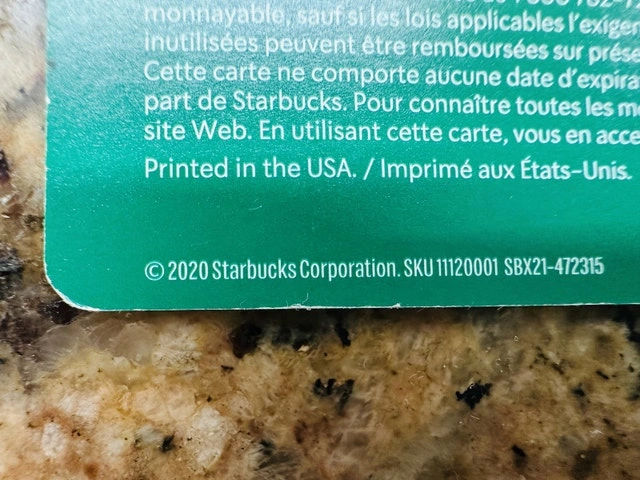 monnayable, sauf si les lois applicables l'exigen
inutilisées peuvent être remboursées sur prése
Cette carte ne comporte aucune date d'expira
part de Starbucks. Pour connaître toutes les mo
site Web. En utilisant cette carte, vous en acce
Printed in the USA. / Imprimé aux États-Unis.
© 2020 Starbucks Corporation. SKU 11120001 SBX21-472315